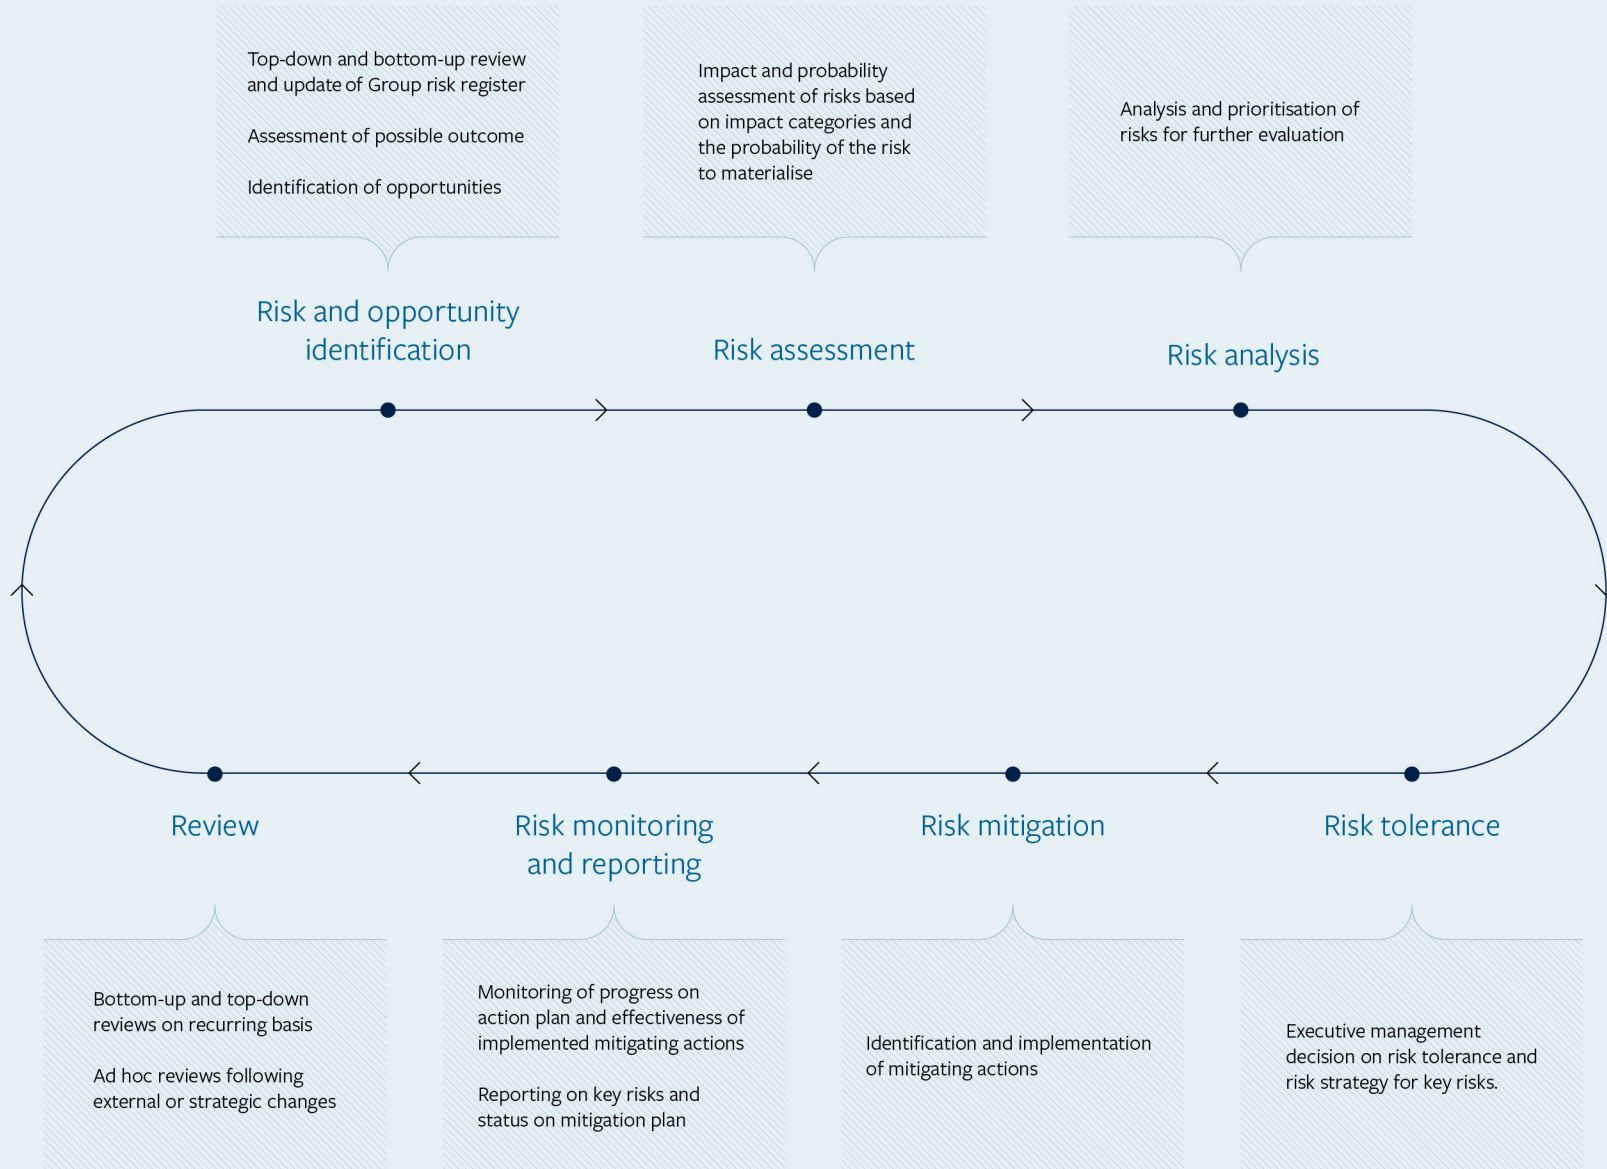 Top-down and bottom-up review
and update of Group risk register
Assessment of possible outcome
Identification of opportunities
Impact and probability
assessment of risks based
on impact categories and
the probability of the risk
to materialise
Analysis and prioritisation of
risks for further evaluation
Risk and opportunity
identification
Risk assessment
Risk analysis
Review
Risk monitoring
and reporting
Risk mitigation
Risk tolerance
Bottom-up and top-down
reviews on recurring basis
Ad hoc reviews following
external or strategic changes
Monitoring of progress on
action plan and effectiveness of
implemented mitigating actions
Reporting on key risks and
status on mitigation plan
Identification and implementation
of mitigating actions
Executive management
decision on risk tolerance and
risk strategy for key risks.